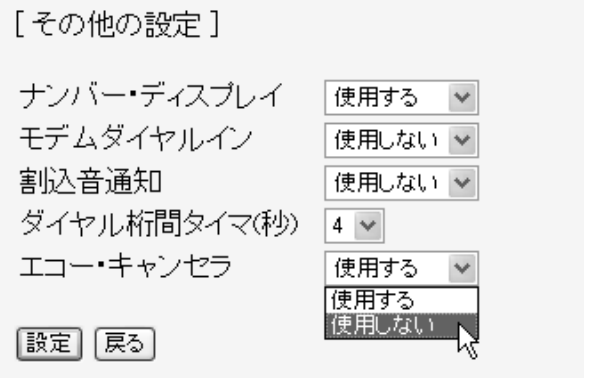 [その他の設定]
ナンバー・ディスプレイ 使用する
モデムダイヤルイン 使用しない
割込音通知 使用しない
ダイヤル桁間タイマ(秒) 4
エコー・キャンセラ 使用する
使用する
使用しない
設定 戻る